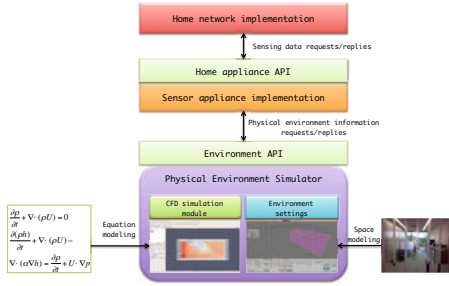 Home network implementation
Sensing data requests/replies
Home appliance API
Sensor appliance implementation
Physical environment information
requests/replies
Environment API
Physical Environment Simulator
CFD simulation
module
Environment
settings
∂ρ/∂t + ∇· (ρU) = 0
∂(ρh)/∂t + ∇· (ρU) −
∇· (α∇h) = ∂p/∂t + U· ∇p
Equation
modeling
Space
modeling